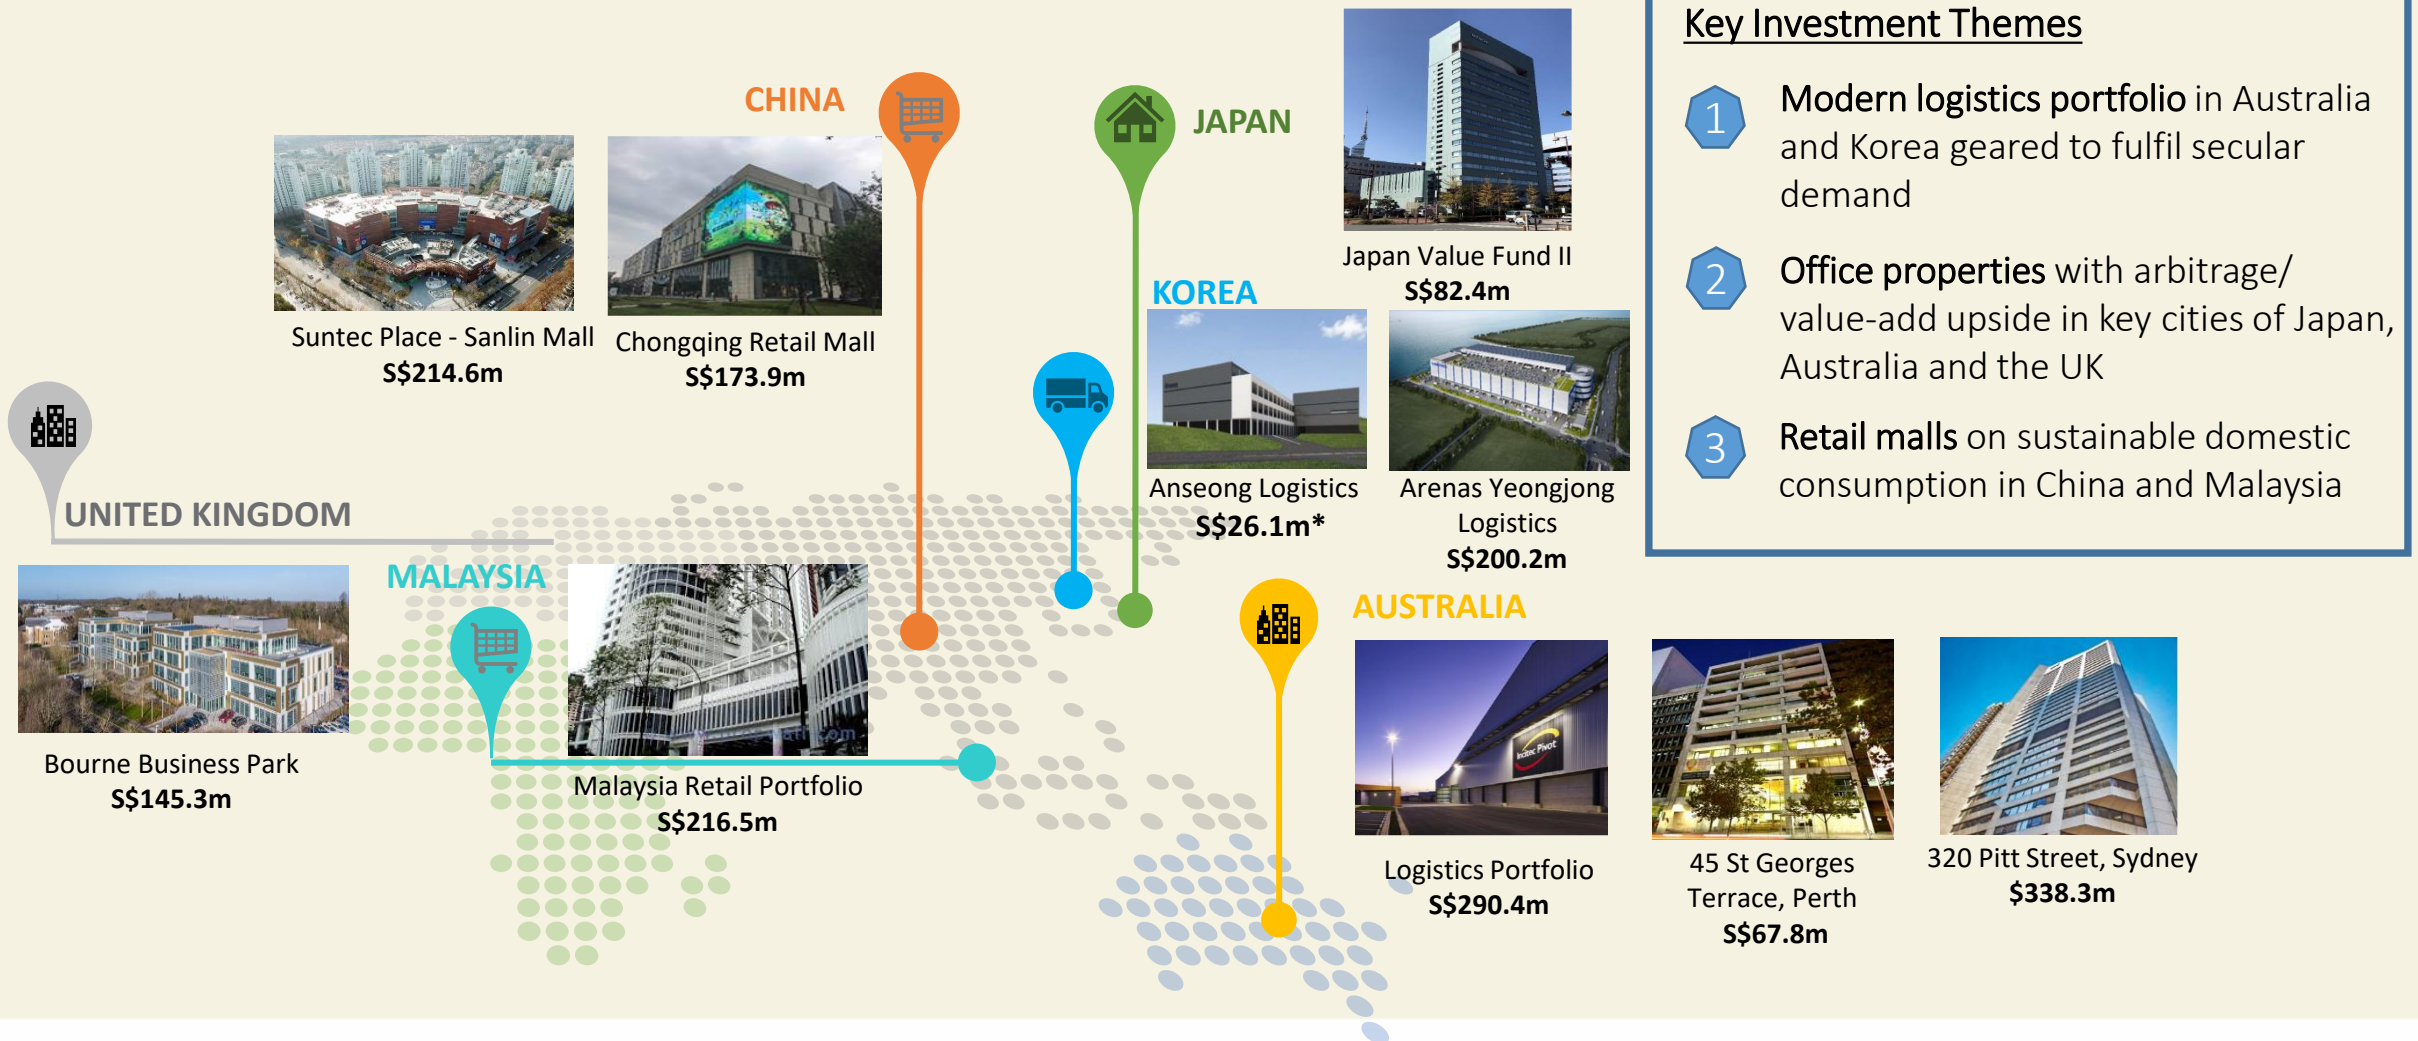 CHINA
Suntec Place - Sanlin Mall
S$214.6m
Chongqing Retail Mall
S$173.9m
JAPAN
Japan Value Fund II
S$82.4m
KOREA
Anseong Logistics
S$26.1m*
Arenas Yeongjong
Logistics
S$200.2m
Key Investment Themes
1
Modern logistics portfolio in Australia
and Korea geared to fulfil secular
demand
2
Office properties with arbitrage/
value-add upside in key cities of Japan,
Australia and the UK
3
Retail malls on sustainable domestic
consumption in China and Malaysia
UNITED KINGDOM
Bourne Business Park
S$145.3m
MALAYSIA
Malaysia Retail Portfolio
S$216.5m
AUSTRALIA
Incitec Pivot
Logistics Portfolio
S$290.4m
45 St Georges
Terrace, Perth
S$67.8m
320 Pitt Street, Sydney
$338.3m